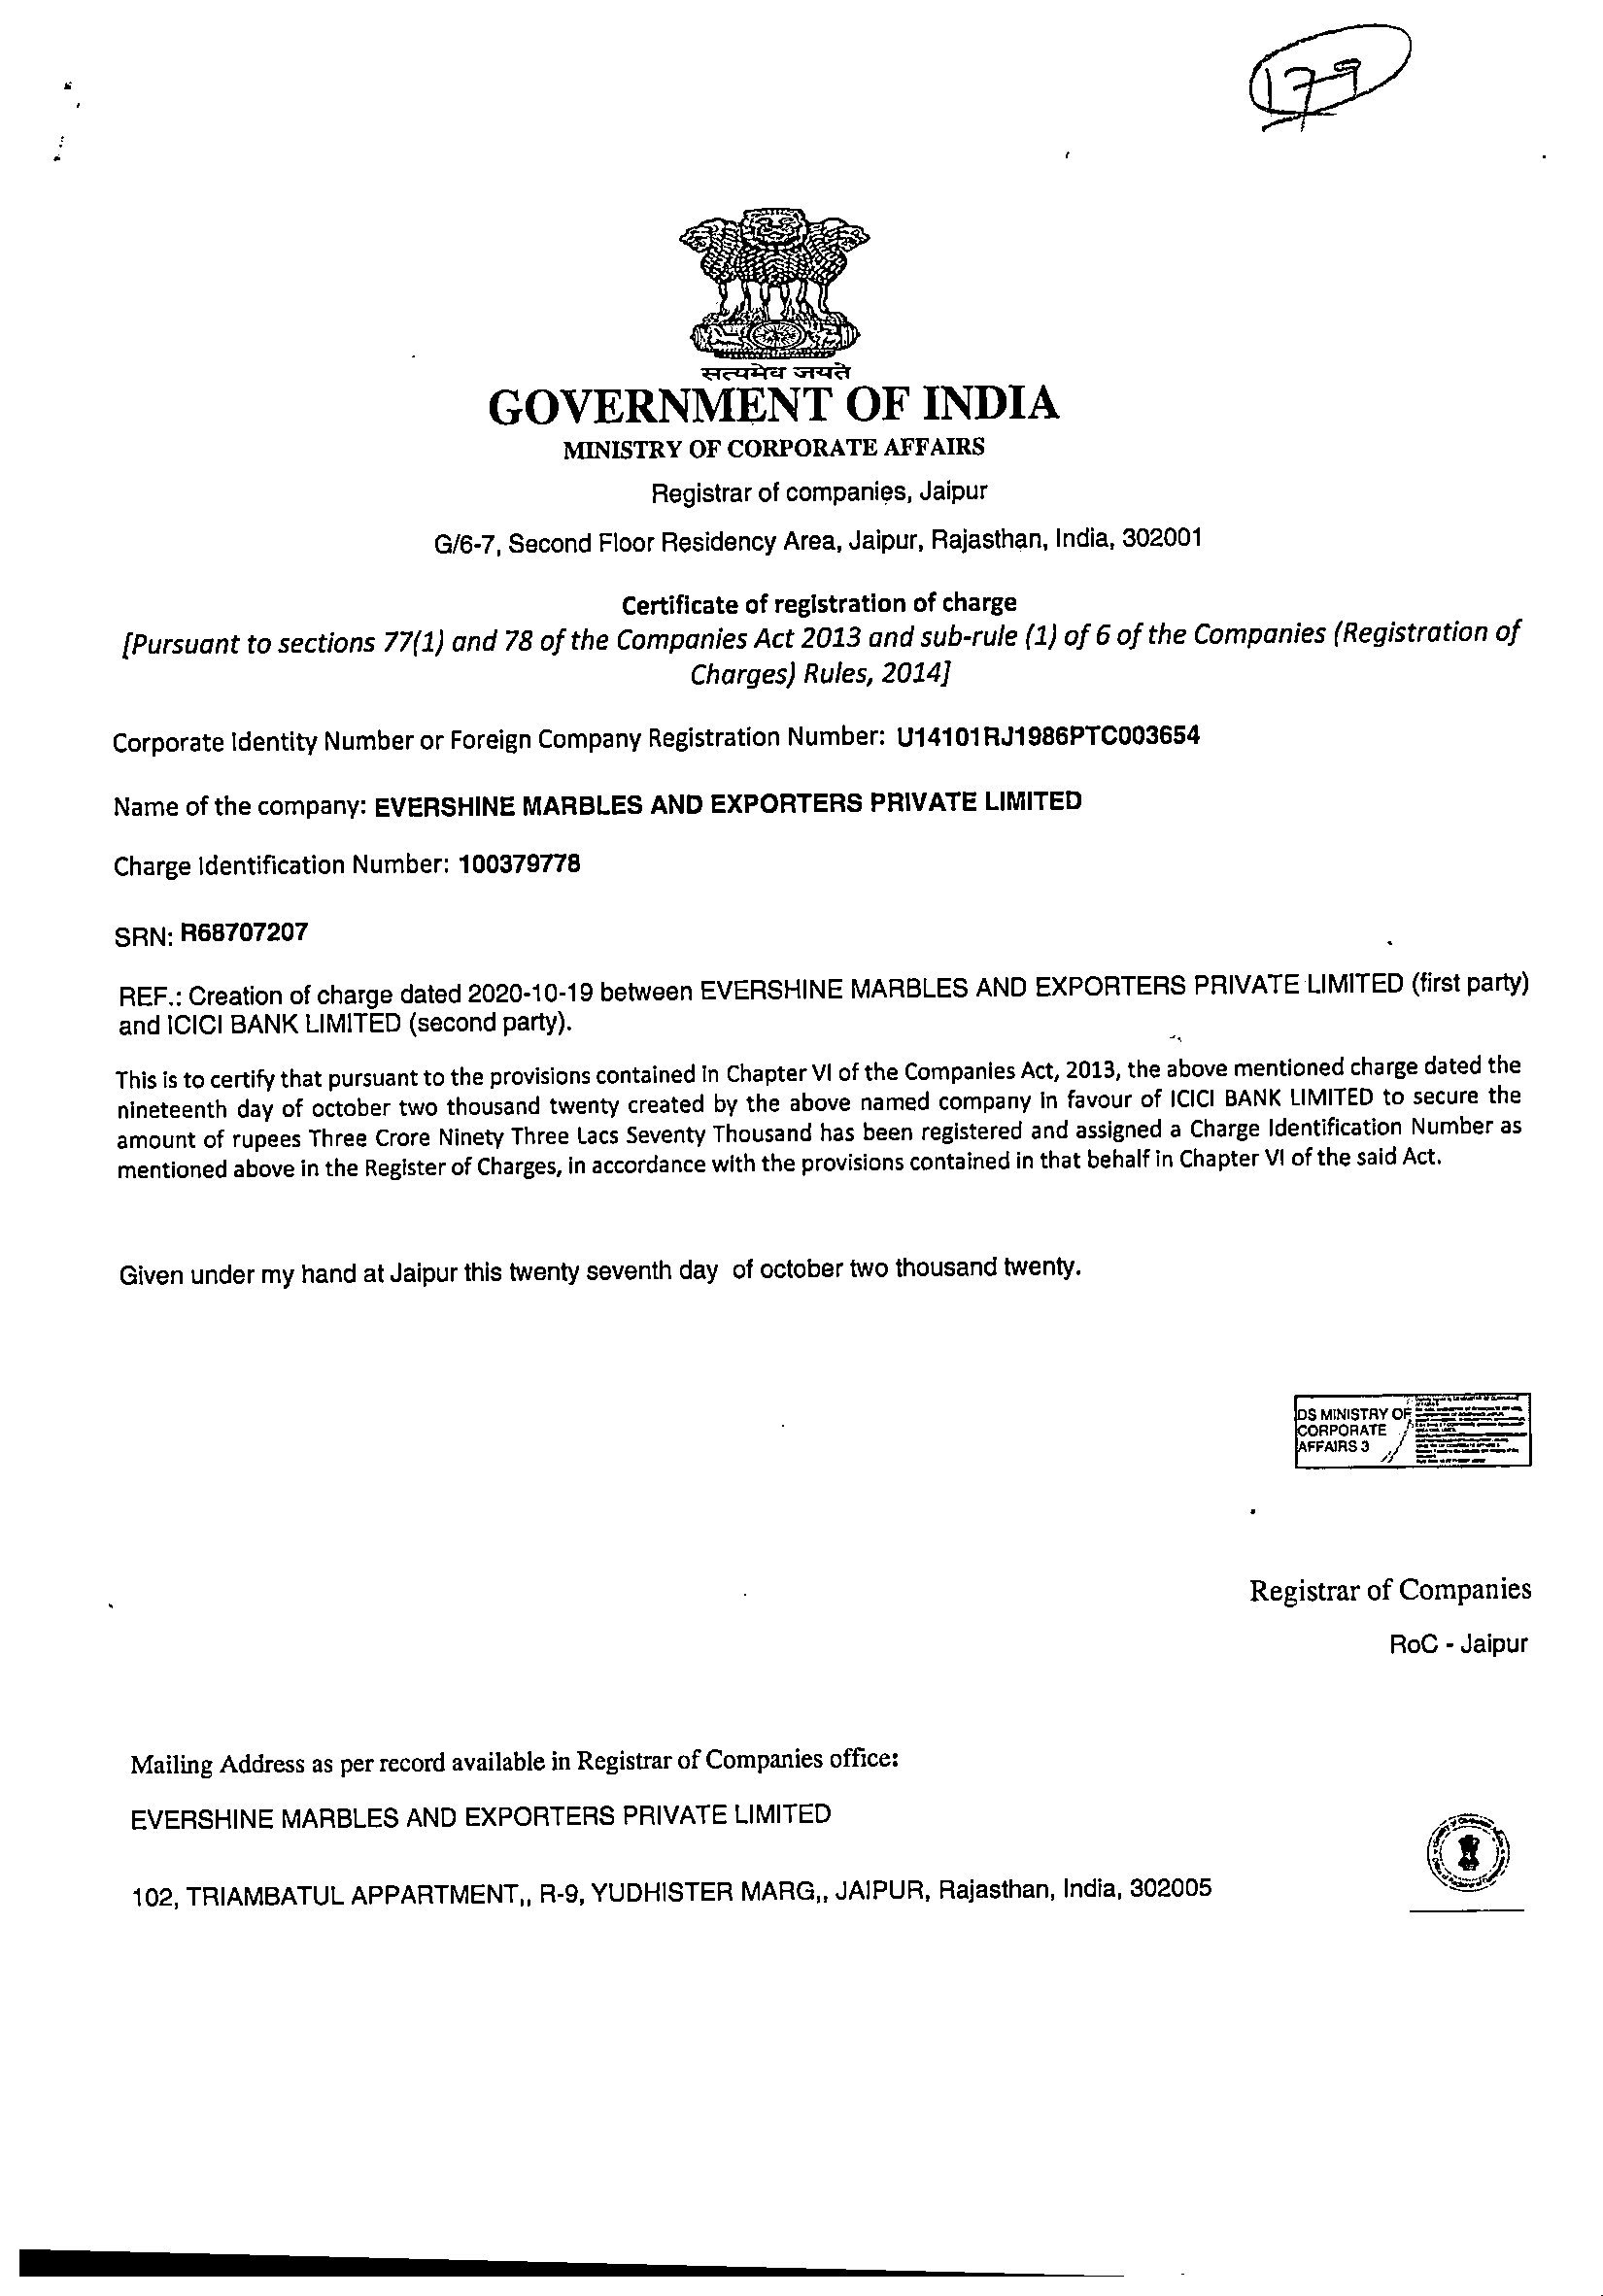 179
सत्यमेव जयते
GOVERNMENT OF INDIA
MINISTRY OF CORPORATE AFFAIRS
Registrar of companies, Jaipur
G/6-7, Second Floor Residency Area, Jaipur, Rajasthan, India, 302001
Certificate of registration of charge
[Pursuant to sections 77(1) and 78 of the Companies Act 2013 and sub-rule (1) of 6 of the Companies (Registration of
Charges) Rules, 2014]
Corporate Identity Number or Foreign Company Registration Number: U14101RJ1986PTC003654
Name of the company: EVERSHINE MARBLES AND EXPORTERS PRIVATE LIMITED
Charge Identification Number: 100379778
SRN: R68707207
REF.: Creation of charge dated 2020-10-19 between EVERSHINE MARBLES AND EXPORTERS PRIVATE LIMITED (first party)
and ICICI BANK LIMITED (second party).
This is to certify that pursuant to the provisions contained in Chapter VI of the Companies Act, 2013, the above mentioned charge dated the
nineteenth day of october two thousand twenty created by the above named company in favour of ICICI BANK LIMITED to secure the
amount of rupees Three Crore Ninety Three Lacs Seventy Thousand has been registered and assigned a Charge Identification Number as
mentioned above in the Register of Charges, in accordance with the provisions contained in that behalf in Chapter VI of the said Act.
Given under my hand at Jaipur this twenty seventh day of october two thousand twenty.
DS MINISTRY OF
CORPORATE
AFFAIRS 3
Registrar of Companies
RoC - Jaipur
Mailing Address as per record available in Registrar of Companies office:
EVERSHINE MARBLES AND EXPORTERS PRIVATE LIMITED
102, TRIAMBATUL APPARTMENT,, R-9, YUDHISTER MARG,, JAIPUR, Rajasthan, India, 302005